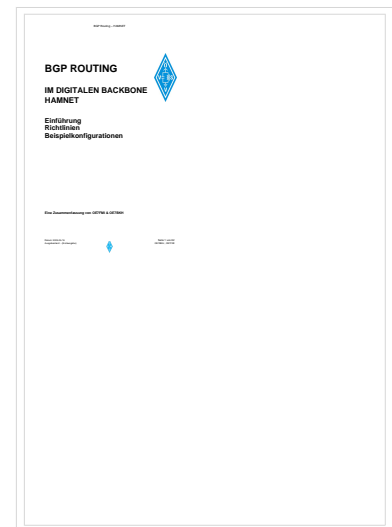 BGP Routing - HAMNET
BGP ROUTING
IM DIGITALEN BACKBONE
HAMNET
Einführung
Richtlinien
Beispielkonfigurationen
Eine Zusammenfassung von OE7FMI & OE7BKH